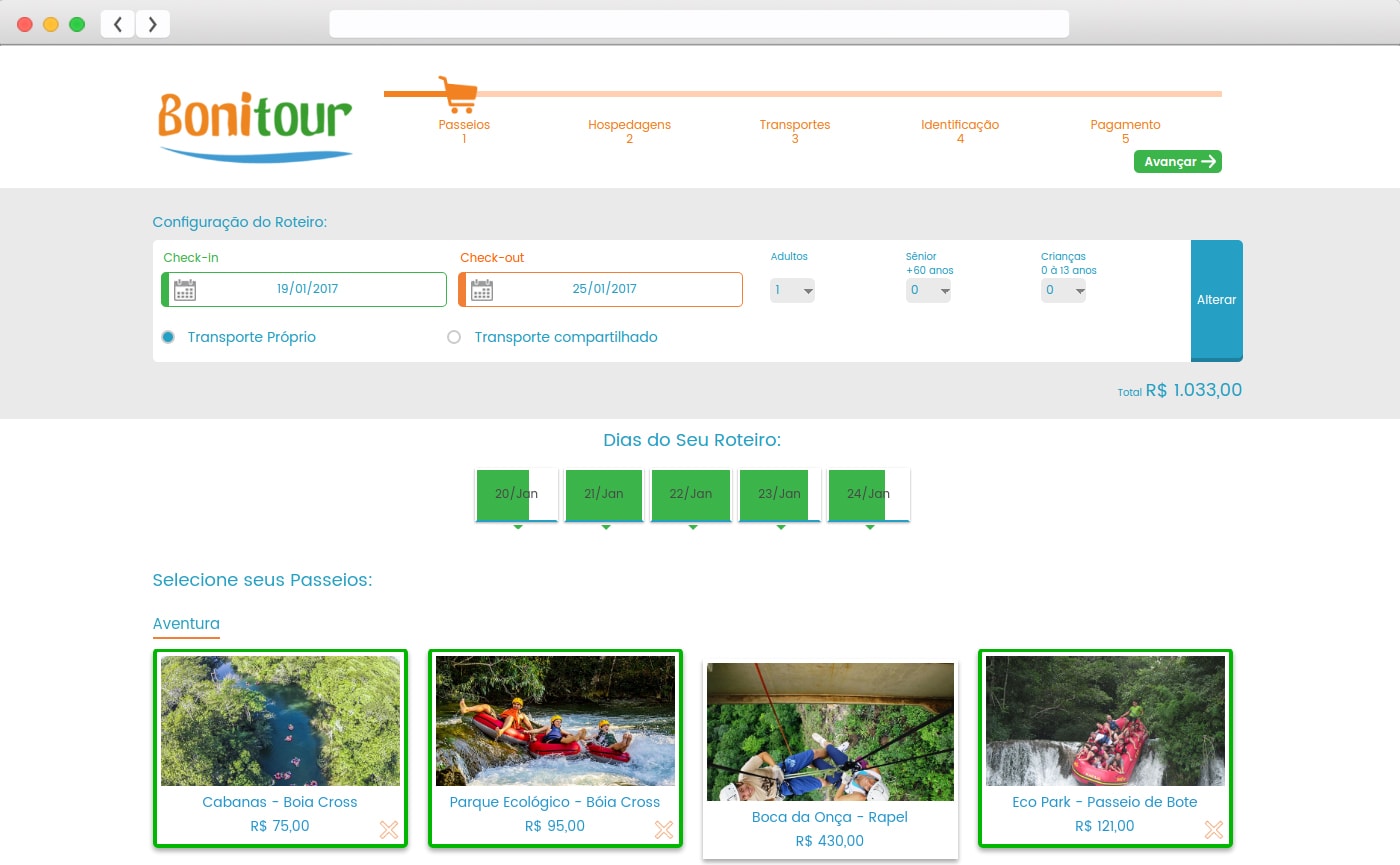 Bonitour
Passeios
1
Hospedagens
2
Transportes
3
Identificação
4
Pagamento
5
Avançar
Configuração do Roteiro:
Check-in
19/01/2017
Check-out
25/01/2017
Adultos
1
Sênior
+60 anos
0
Crianças
0 à 13 anos
0
Alterar
Transporte Próprio
Transporte compartilhado
Total R$ 1.033,00
Dias do Seu Roteiro:
20/Jan
21/Jan
22/Jan
23/Jan
24/Jan
Selecione seus Passeios:
Aventura
Cabanas - Boia Cross
R$ 75,00
Parque Ecológico - Bóia Cross
R$ 95,00
Boca da Onça - Rapel
R$ 430,00
Eco Park - Passeio de Bote
R$ 121,00